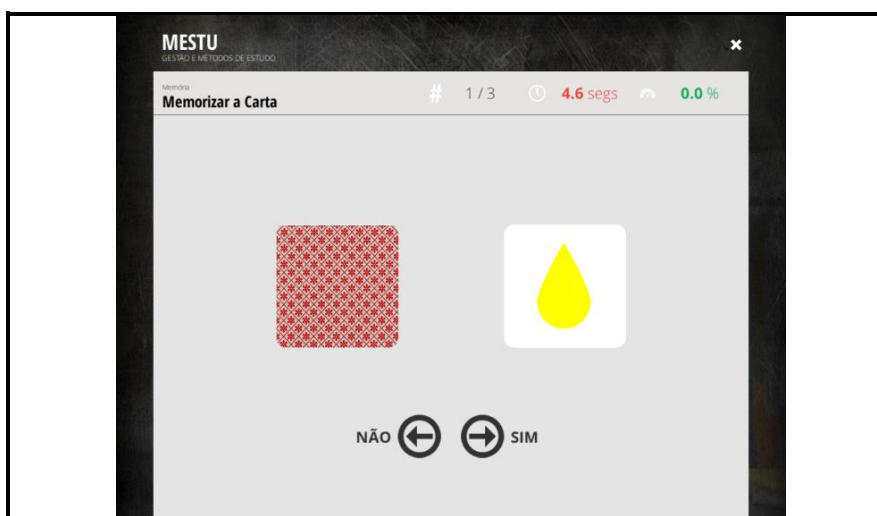 MESTU
GESTÃO E MÉTODOS DE ESTUDO
Memória
Memorizar a Carta
# 1 / 3 4.6 segs 0.0 %
NÃO SIM